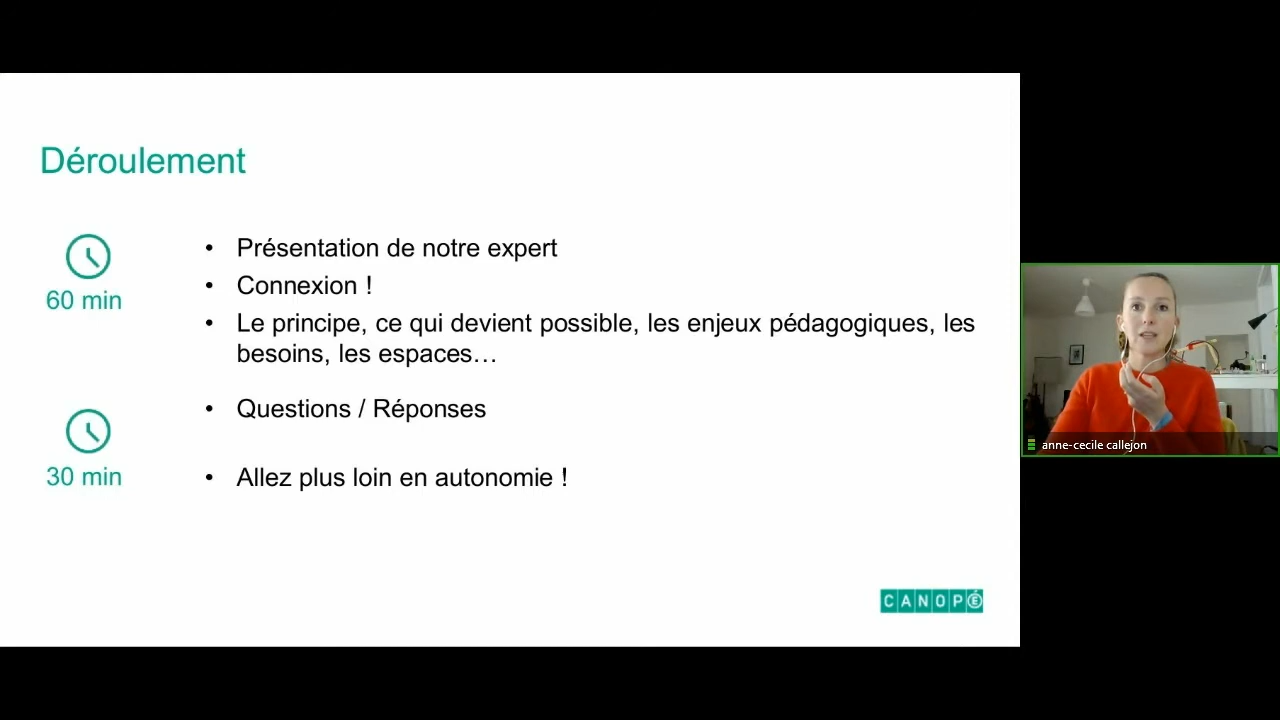 Déroulement
60 min
• Présentation de notre expert
• Connexion !
• Le principe, ce qui devient possible, les enjeux pédagogiques, les
besoins, les espaces…
30 min
• Questions / Réponses
• Allez plus loin en autonomie !
CANOPÉ
anne-cecile callejon